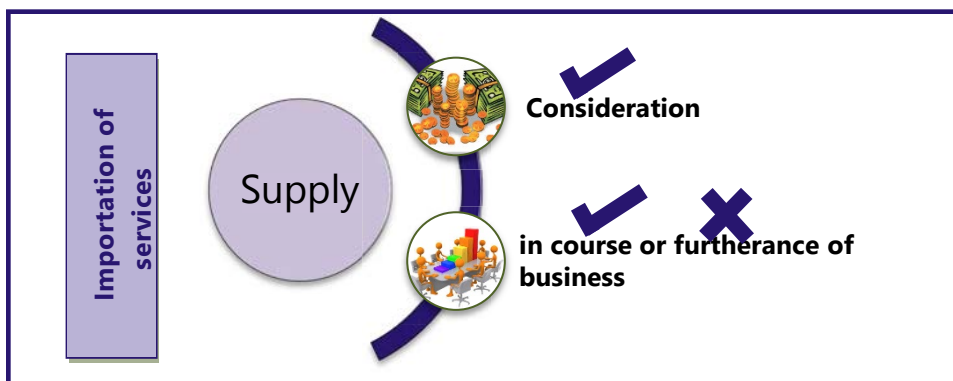 Importation of
services
Supply
Consideration
in course or furtherance of
business